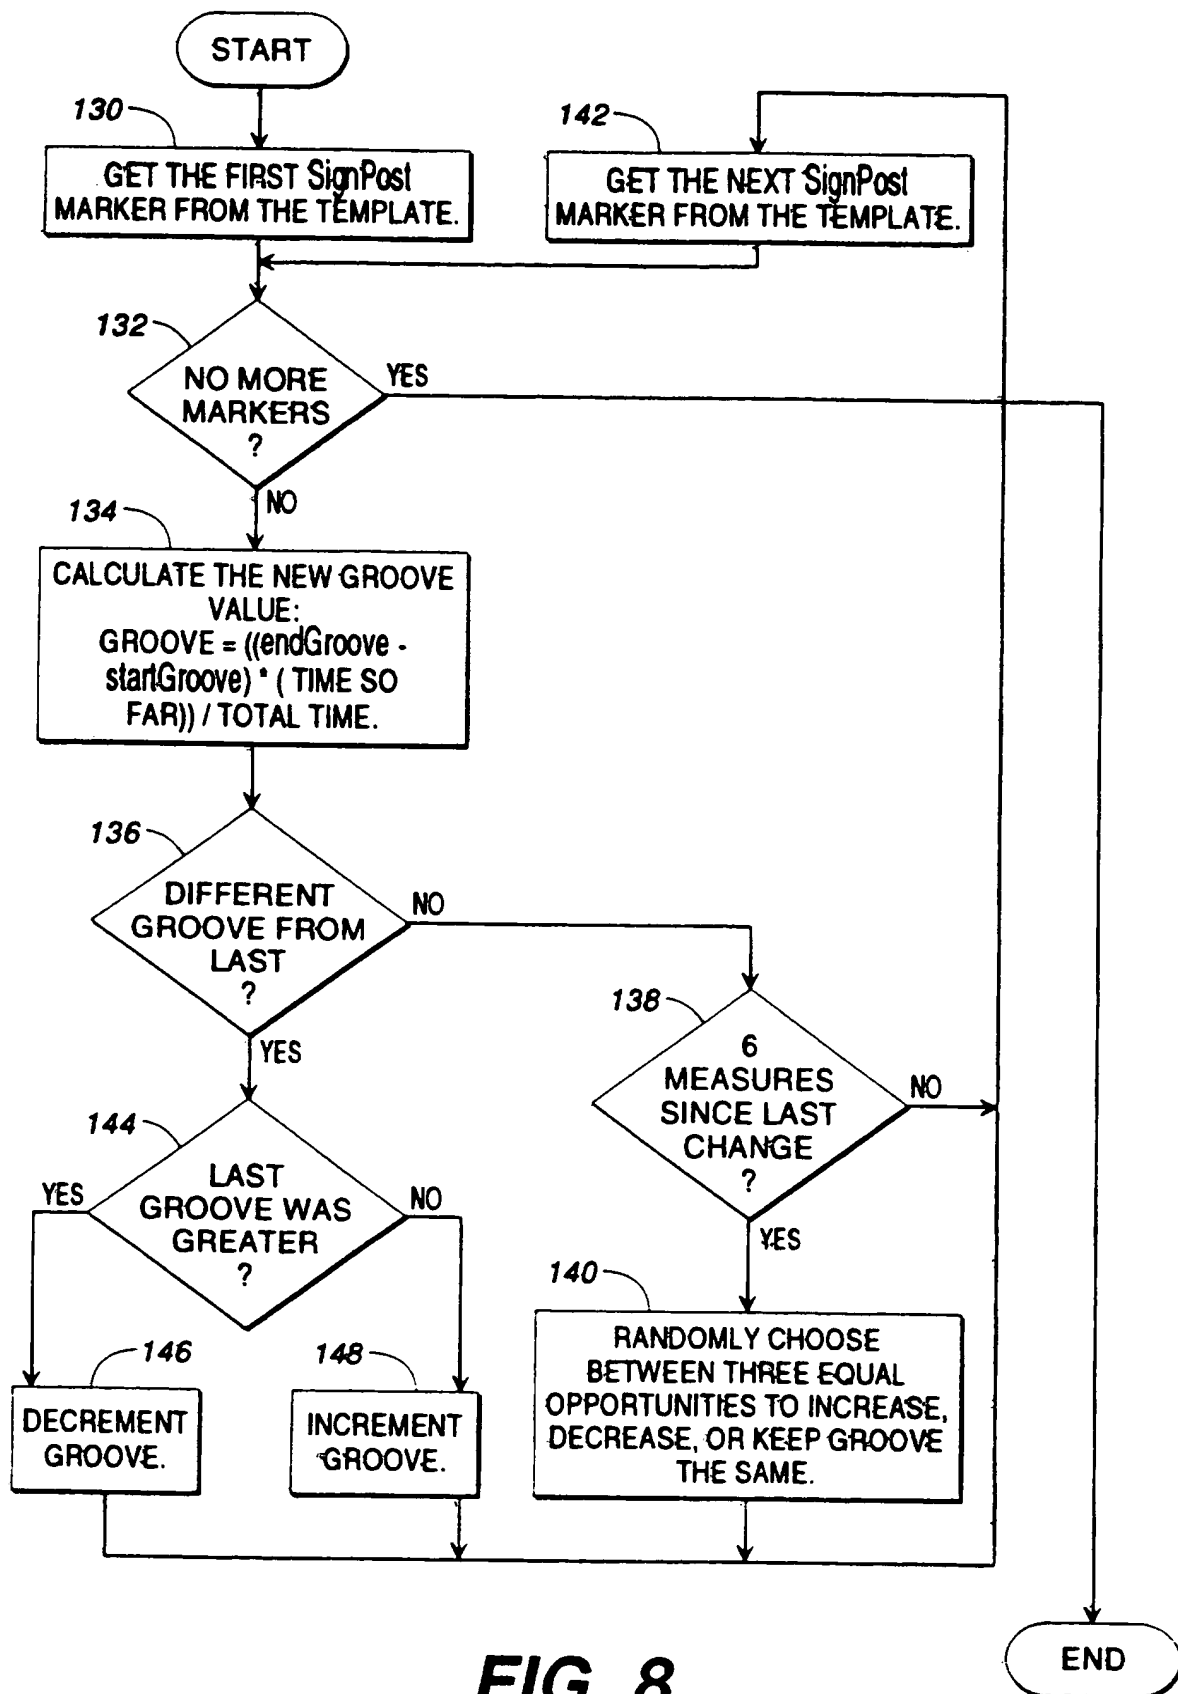 START
130
GET THE FIRST SignPost
MARKER FROM THE TEMPLATE.
142
GET THE NEXT SignPost
MARKER FROM THE TEMPLATE.
132
NO MORE
MARKERS
?
YES
NO
134
CALCULATE THE NEW GROOVE
VALUE:
GROOVE = ((endGroove -
startGroove) * ( TIME SO
FAR)) / TOTAL TIME.
136
DIFFERENT
GROOVE FROM
LAST
?
NO
YES
138
6
MEASURES
SINCE LAST
CHANGE
?
NO
YES
144
LAST
GROOVE WAS
GREATER
?
YES
NO
140
RANDOMLY CHOOSE
BETWEEN THREE EQUAL
OPPORTUNITIES TO INCREASE,
DECREASE, OR KEEP GROOVE
THE SAME.
146
DECREMENT
GROOVE.
148
INCREMENT
GROOVE.
END
FIG. 8